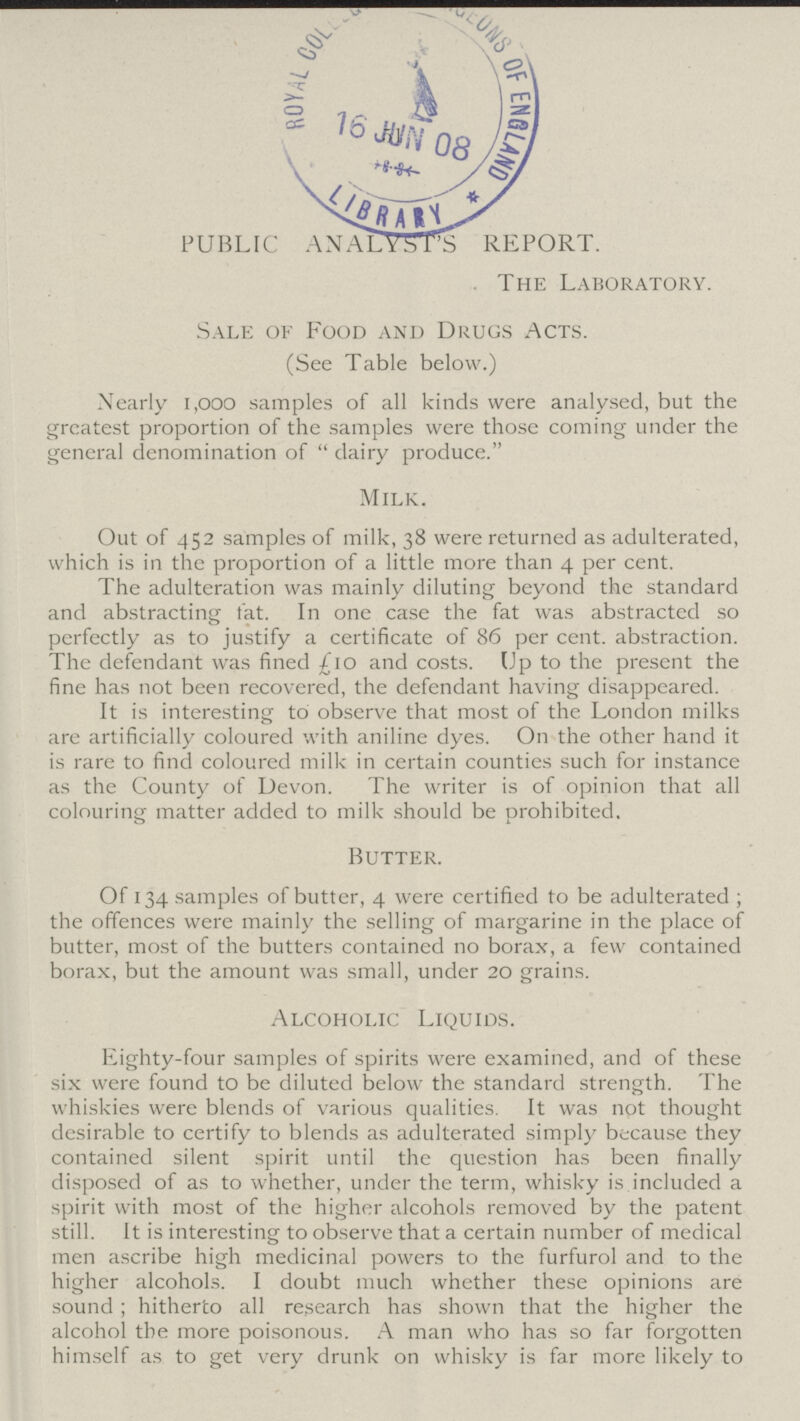 ROYAL COL
EONS OF ENGLAND
16 JUN 08
LIBRARY *
PUBLIC ANALYST'S REPORT.
THE LABORATORY.
SALE OF FOOD AND DRUGS ACTS.
(See Table below.)
Nearly 1,000 samples of all kinds were analysed, but the
greatest proportion of the samples were those coming under the
general denomination of " dairy produce."
MILK.
Out of 452 samples of milk, 38 were returned as adulterated,
which is in the proportion of a little more than 4 per cent.
The adulteration was mainly diluting beyond the standard
and abstracting fat. In one case the fat was abstracted so
perfectly as to justify a certificate of 86 per cent. abstraction.
The defendant was fined £10 and costs. Up to the present the
fine has not been recovered, the defendant having disappeared.
It is interesting to observe that most of the London milks
are artificially coloured with aniline dyes. On the other hand it
is rare to find coloured milk in certain counties such for instance
as the County of Devon. The writer is of opinion that all
colouring matter added to milk should be prohibited.
BUTTER.
Of 134 samples of butter, 4 were certified to be adulterated ;
the offences were mainly the selling of margarine in the place of
butter, most of the butters contained no borax, a few contained
borax, but the amount was small, under 20 grains.
ALCOHOLIC LIQUIDS.
Eighty-four samples of spirits were examined, and of these
six were found to be diluted below the standard strength. The
whiskies were blends of various qualities. It was not thought
desirable to certify to blends as adulterated simply because they
contained silent spirit until the question has been finally
disposed of as to whether, under the term, whisky is included a
spirit with most of the higher alcohols removed by the patent
still. It is interesting to observe that a certain number of medical
men ascribe high medicinal powers to the furfurol and to the
higher alcohols. I doubt much whether these opinions are
sound ; hitherto all research has shown that the higher the
alcohol the more poisonous. A man who has so far forgotten
himself as to get very drunk on whisky is far more likely to